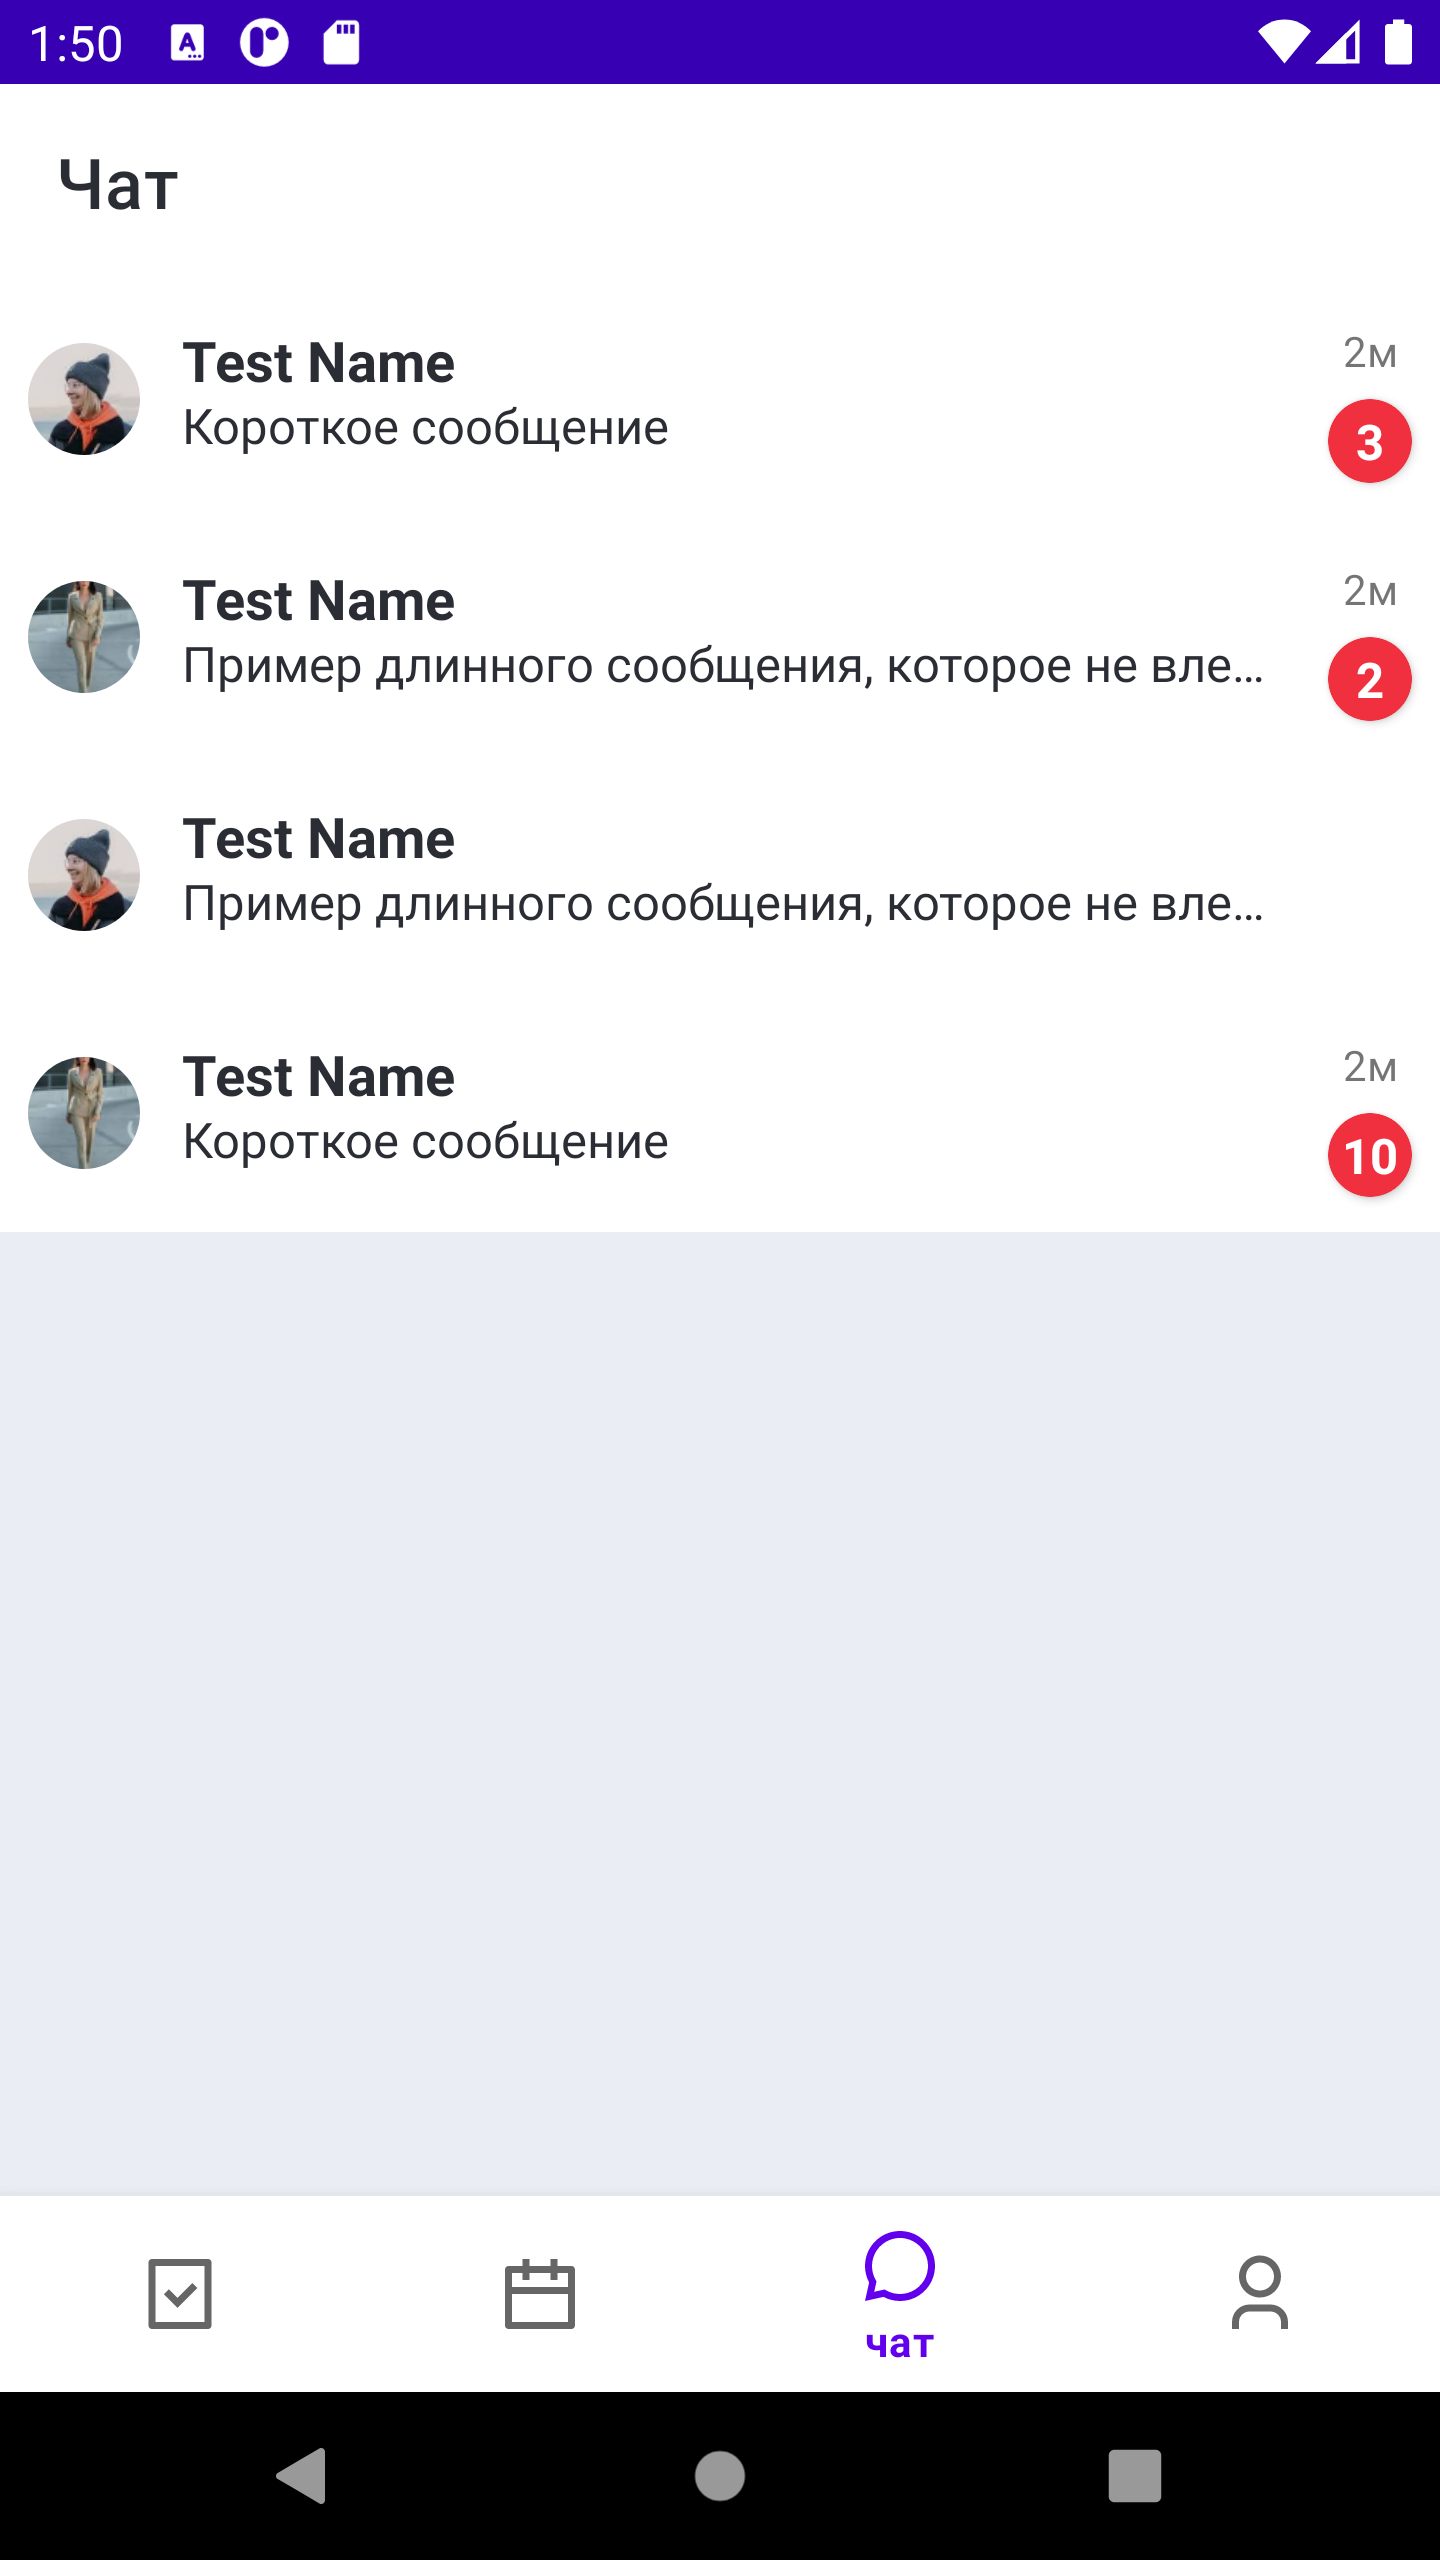 1:50
Чат
Test Name
2м
Короткое сообщение
3
Test Name
2м
Пример длинного сообщения, которое не вле...
2
Test Name
Пример длинного сообщения, которое не вле...
Test Name
2м
Короткое сообщение
10
чат